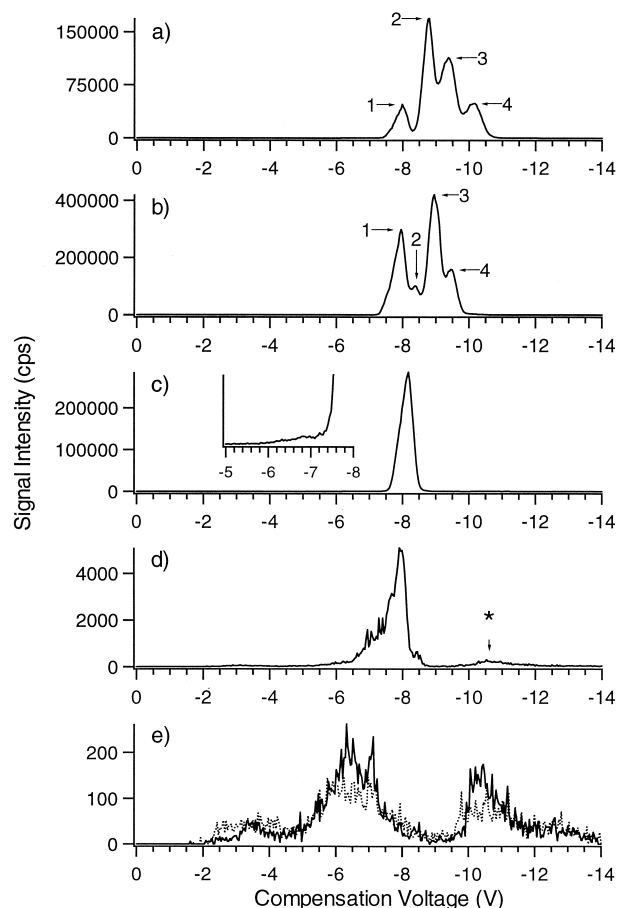 a)
150000
75000
0
1
2
3
4
0 -2 -4 -6 -8 -10 -12 -14
b)
400000
200000
0
1
2
3
4
0 -2 -4 -6 -8 -10 -12 -14
c)
200000
100000
0
-5 -6 -7 -8
0 -2 -4 -6 -8 -10 -12 -14
d)
4000
2000
0
*
0 -2 -4 -6 -8 -10 -12 -14
e)
200
100
0
0 -2 -4 -6 -8 -10 -12 -14
Signal Intensity (cps)
Compensation Voltage (V)